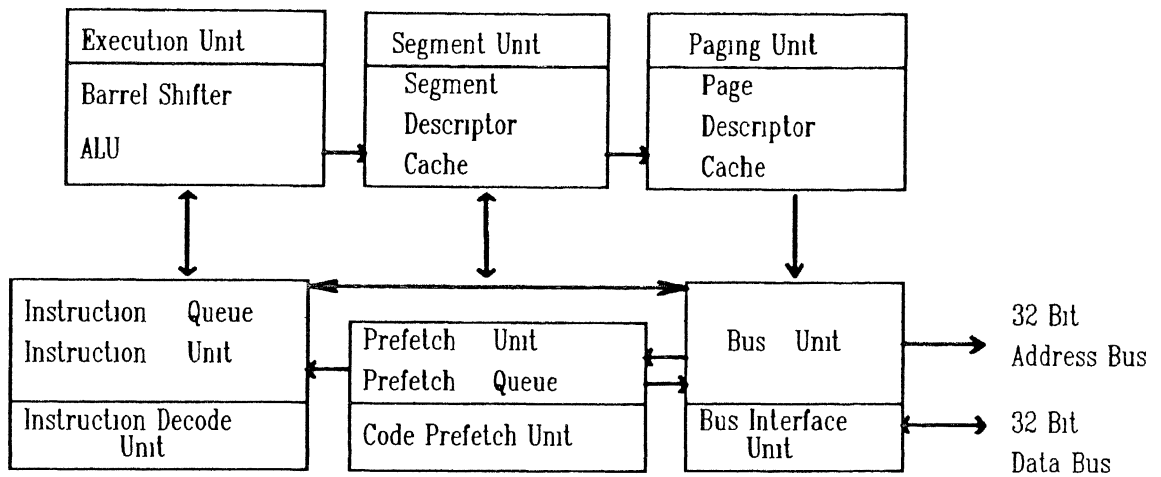 Execution Unit
Barrel Shifter
ALU
Segment Unit
Segment
Descriptor
Cache
Paging Unit
Page
Descriptor
Cache
Instruction Queue
Instruction Unit
Instruction Decode
Unit
Prefetch Unit
Prefetch Queue
Code Prefetch Unit
Bus Unit
Bus Interface
Unit
32 Bit
Address Bus
32 Bit
Data Bus